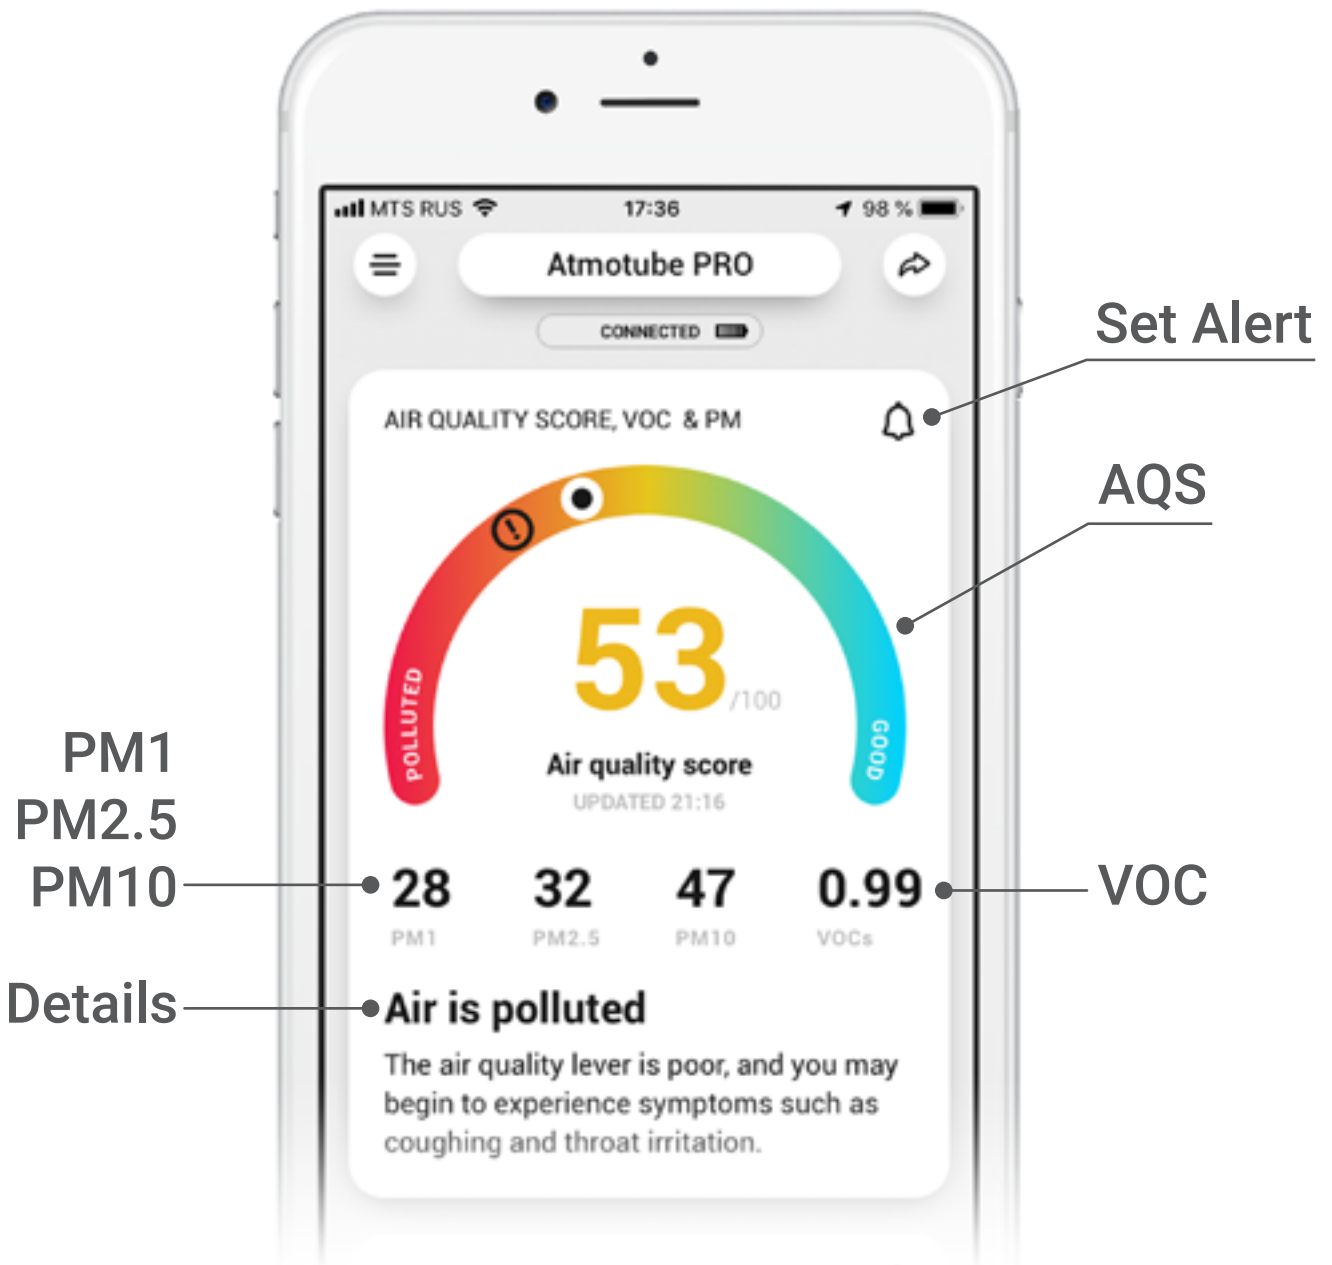 MTS RUS
17:36
98 %
Atmotube PRO
CONNECTED
Set Alert
AIR QUALITY SCORE, VOC & PM
AQS
POLLUTED
GOOD
53/100
Air quality score
UPDATED 21:16
PM1
PM2.5
PM10
28 32 47 0.99
PM1 PM2.5 PM10 VOCs
VOC
Details
Air is polluted
The air quality lever is poor, and you may
begin to experience symptoms such as
coughing and throat irritation.